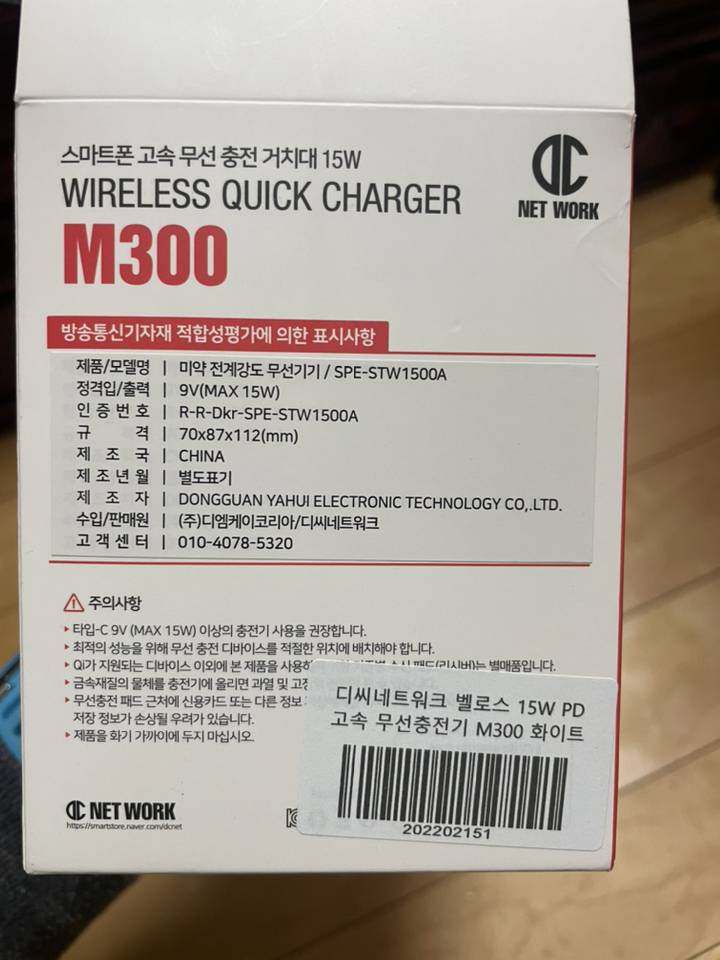 스마트폰 고속 무선 충전 거치대 15W
WIRELESS QUICK CHARGER
M300
DC
NET WORK
방송통신기자재 적합성평가에 의한 표시사항
제품/모델명 | 미약 전계강도 무선기기 / SPE-STW1500A
정격입/출력 | 9V(MAX 15W)
인증번호 | R-R-Dkr-SPE-STW1500A
규 격 | 70x87x112(mm)
제조국 | CHINA
제조년월 | 별도표기
제조자 | DONGGUAN YAHUI ELECTRONIC TECHNOLOGY CO,.LTD.
수입/판매원 | (주)디엠케이코리아/디씨네트워크
고객센터 | 010-4078-5320
주의사항
타입-C 9V (MAX 15W) 이상의 충전기 사용을 권장합니다.
최적의 성능을 위해 무선 충전 디바이스를 적절한 위치에 배치해야 합니다.
Qi가 지원되는 디바이스 이외에 본 제품을 사용하 패드(리시버)는 별매품입니다.
금속재질의 물체를 충전기에 올리면 과열 및 고장
무선충전 패드 근처에 신용카드 또는 다른 정보
저장 정보가 손상될 우려가 있습니다.
제품을 화기 가까이에 두지 마십시오.
디씨네트워크 벨로스 15W PD
고속 무선충전기 M300 화이트
202202151
DC NET WORK
https://smartstore.naver.com/dcnet